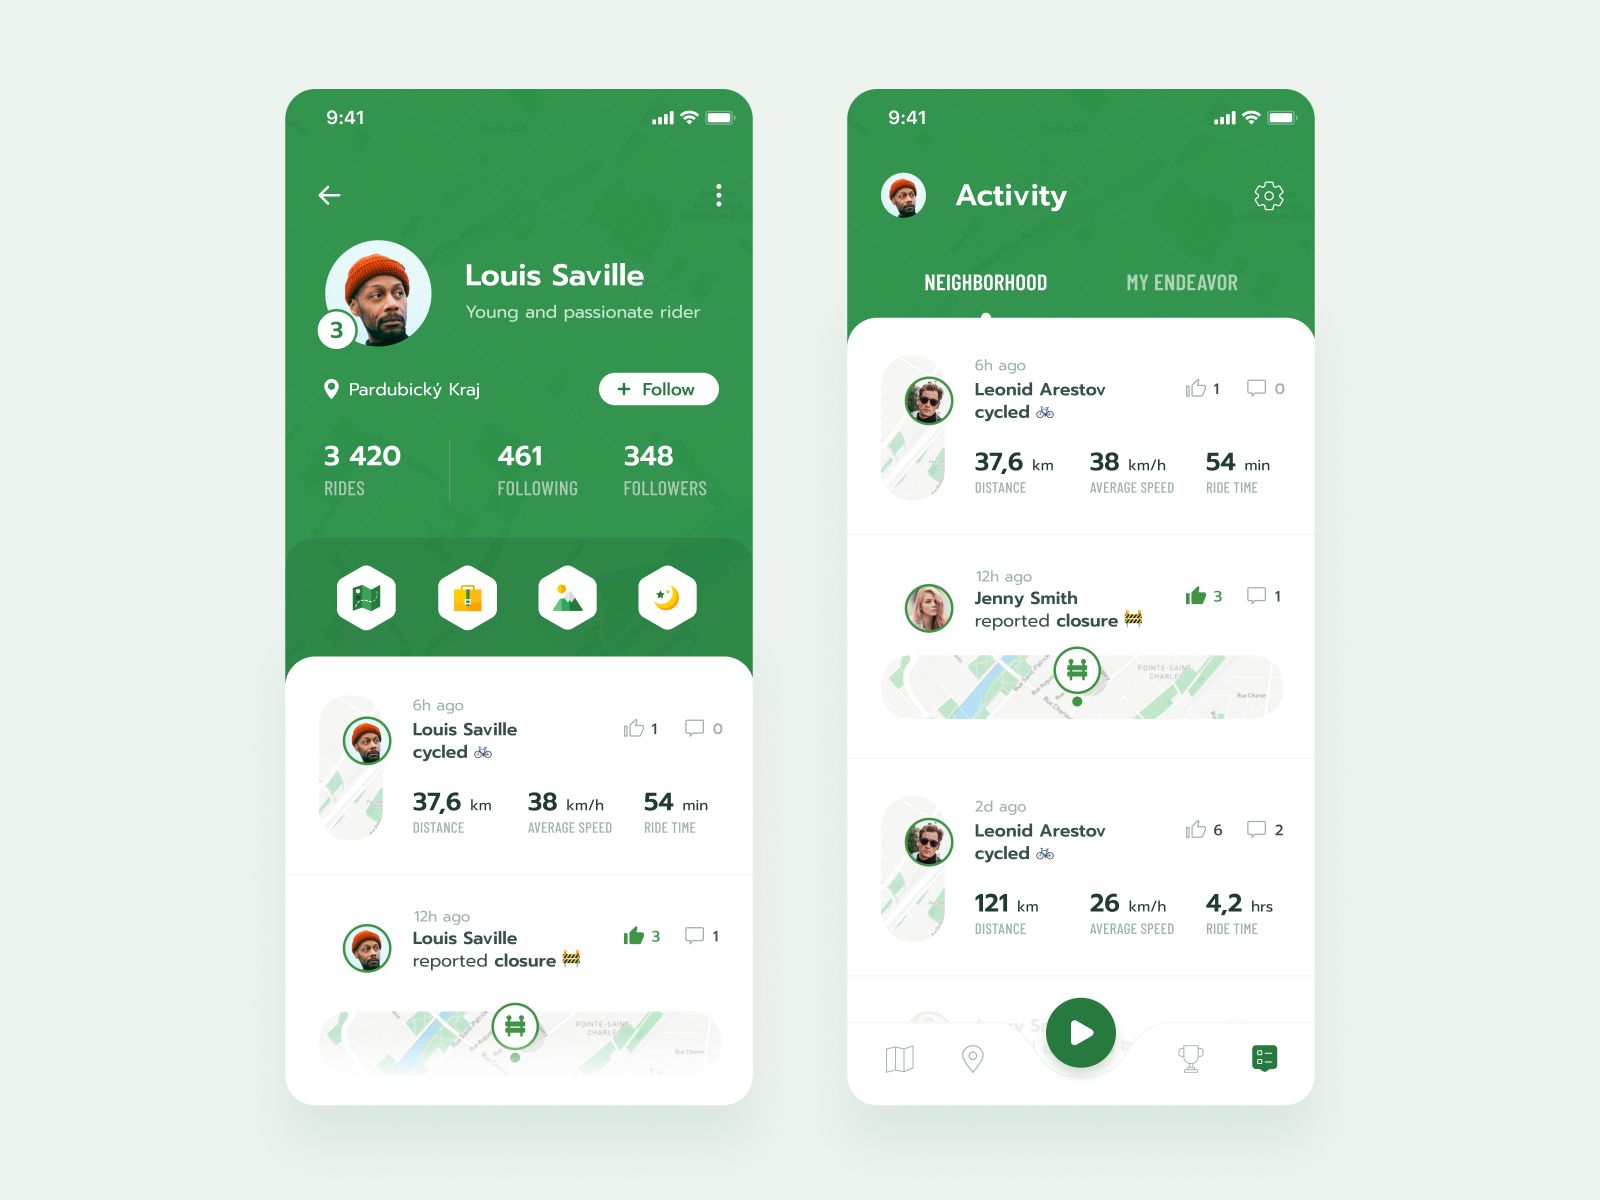 9:41
Louis Saville
Young and passionate rider
3
Pardubický Kraj
+ Follow
3 420
RIDES
461
FOLLOWING
348
FOLLOWERS
6h ago
Louis Saville
cycled
1
0
37,6 km
DISTANCE
38 km/h
AVERAGE SPEED
54 min
RIDE TIME
12h ago
Louis Saville
reported closure
3
1
POINTE-SAINT-
CHARLES
Rue Charon
9:41
Activity
NEIGHBORHOOD
MY ENDEAVOR
6h ago
Leonid Arestov
cycled
1
0
37,6 km
DISTANCE
38 km/h
AVERAGE SPEED
54 min
RIDE TIME
12h ago
Jenny Smith
reported closure
3
1
POINTE-SAINT-
CHARLES
Rue Charon
2d ago
Leonid Arestov
cycled
6
2
121 km
DISTANCE
26 km/h
AVERAGE SPEED
4,2 hrs
RIDE TIME